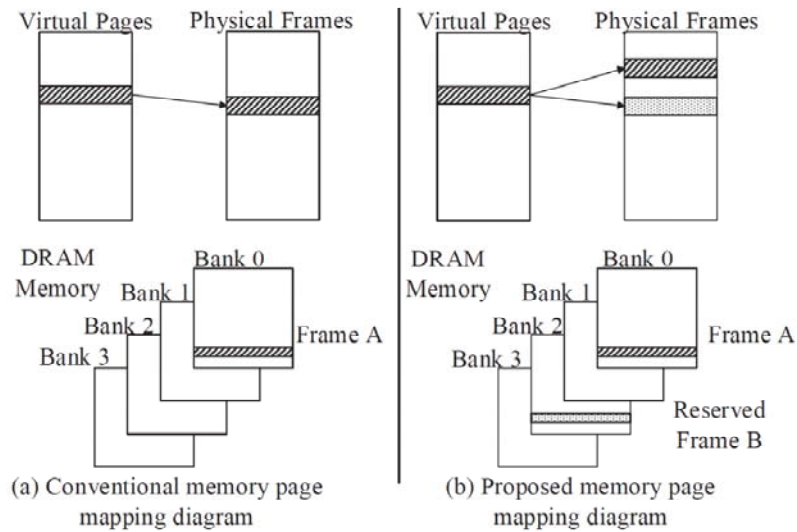 Virtual Pages
Physical Frames
DRAM
Memory
Bank 0
Bank 1
Bank 2
Bank 3
Frame A
(a) Conventional memory page
mapping diagram
Virtual Pages
Physical Frames
DRAM
Memory
Bank 0
Bank 1
Bank 2
Bank 3
Frame A
Reserved
Frame B
(b) Proposed memory page
mapping diagram